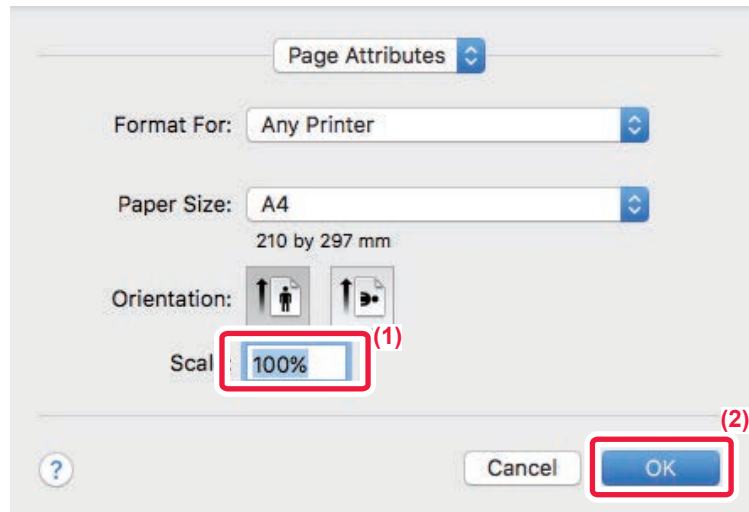 Page Attributes
Format For: Any Printer
Paper Size: A4
210 by 297 mm
Orientation:
(1)
Scal : 100%
(2)
? Cancel OK